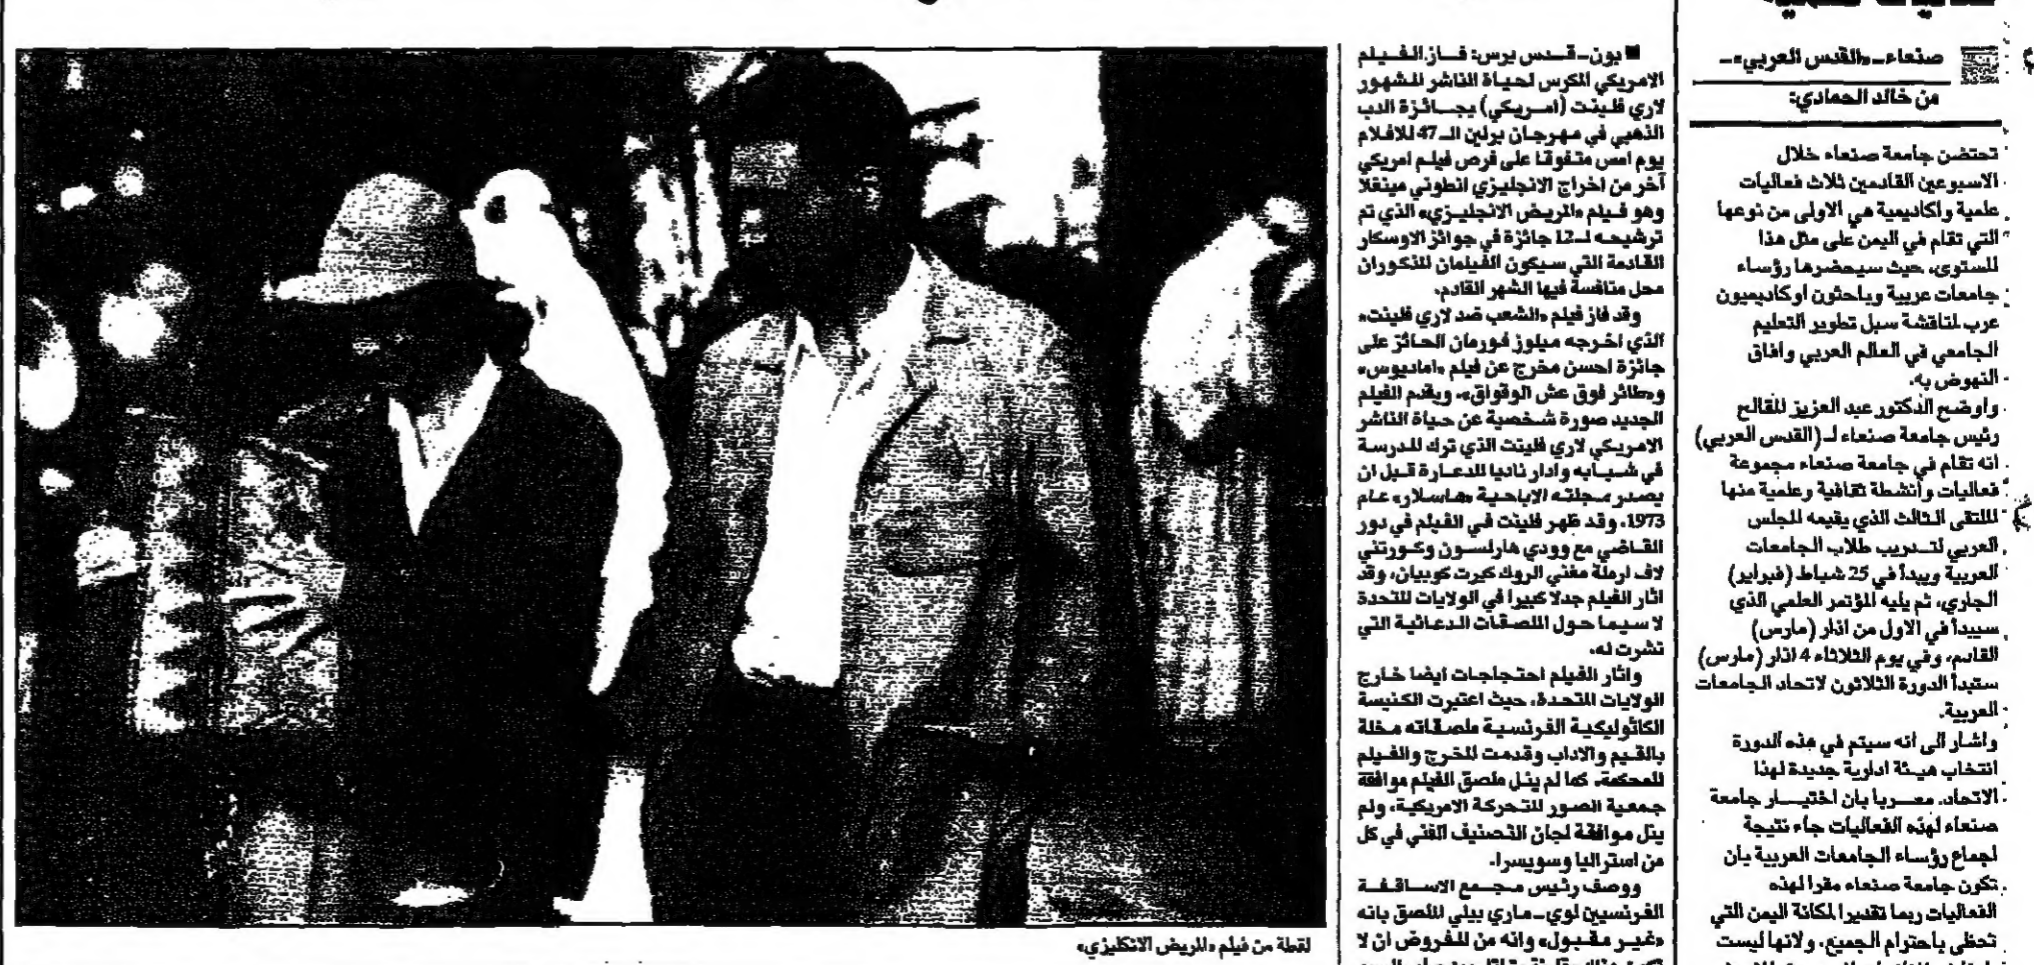 صنعاء ـ «القدس العربي» ـ
من خالد الحمادي:
تحتضن جامعة صنعاء خلال
الاسبوعين القادمين ثلاث فعاليات
علمية واكاديمية هي الاولى من نوعها
التي تقام في اليمن على مثل هذا
المستوى، حيث سيحضرها رؤساء
جامعات عربية وباحثون اوكاديميون
عرب لمناقشة سبل تطوير التعليم
الجامعي في العالم العربي وافاق
النهوض به.
واوضح الدكتور عبد العزيز المقالح
رئيس جامعة صنعاء لـ (القدس العربي)
انه تقام في جامعة صنعاء مجموعة
فعاليات وأنشطة ثقافية وعلمية منها
الملتقى الثالث الذي يقيمه المجلس
العربي لتدريب طلاب الجامعات
العربية ويبدأ في 25 شباط (فبراير)
الجاري، ثم يليه المؤتمر العلمي الذي
سيبدأ في الاول من اذار (مارس)
القادم، وفي يوم الثلاثاء 4 اذار (مارس)
ستبدأ الدورة الثلاثون لاتحاد الجامعات
العربية.
واشار الى انه سيتم في هذه الدورة
انتخاب هيئة ادارية جديدة لهذا
الاتحاد. معربا بان اختيار جامعة
صنعاء لهذه الفعاليات جاء نتيجة
اجماع رؤساء الجامعات العربية بان
تكون جامعة صنعاء مقرا لهذه
الفعاليات ربما تقديرا لمكانة اليمن التي
تحظى باحترام الجميع، ولانها ليست
■ بون ـ قدس برس: فاز الفيلم
الامريكي المكرس لحياة الناشر المشهور
لاري فلينت (امريكي) بجائزة الدب
الذهبي في مهرجان برلين الـ 47 للافلام
يوم امس متفوقا على فرص فيلم امريكي
آخر من اخراج الانجليزي انطوني مينغلا
وهو فيلم «المريض الانجليزي» الذي تم
ترشيحه لـ 12 جائزة في جوائز الاوسكار
القادمة التي سيكون الفيلمان المذكوران
محل منافسة فيها الشهر القادم.
وقد فاز فيلم «الشعب ضد لاري فلينت»
الذي اخرجه ميلوز فورمان الحائز على
جائزة احسن مخرج عن فيلم «اماديوس»
و«طائر فوق عش الوقواق»، ويقدم الفيلم
الجديد صورة شخصية عن حياة الناشر
الامريكي لاري فلينت الذي ترك المدرسة
في شبابه وادار ناديا للدعارة قبل ان
يصدر مجلته الاباحية «هاسلار» عام
1973، وقد ظهر فلينت في الفيلم في دور
القاضي مع وودي هارلسون وكورتني
لاف ارملة مغني الروك كيرت كوبيان، وقد
اثار الفيلم جدلا كبيرا في الولايات المتحدة
لا سيما حول الملصقات الدعائية التي
نشرت له.
واثار الفيلم احتجاجات ايضا خارج
الولايات المتحدة، حيث اعتبرت الكنيسة
الكاثوليكية الفرنسية ملصقاته مخلة
بالقيم والاداب وقدمت المخرج والفيلم
للمحكمة. كما لم ينل ملصق الفيلم موافقة
جمعية الصور المتحركة الامريكية، ولم
ينل موافقة لجان التصنيف الفني في كل
من استراليا وسويسرا.
ووصف رئيس مجمع الاساقفة
الفرنسيين لوي ـ ماري بيلي الملصق بانه
«غير مقبول» وانه من المفروض ان لا
لقطة من فيلم «المريض الانكليزي»